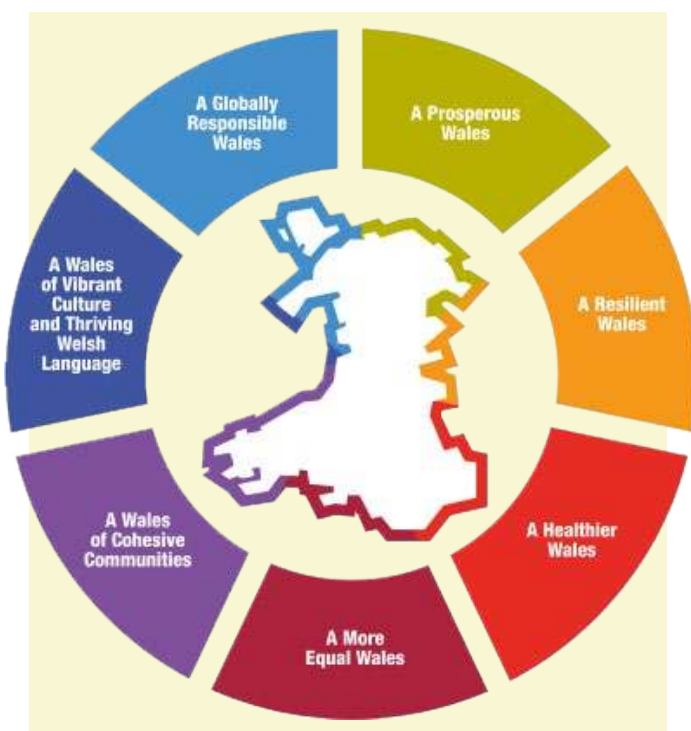 A Globally
Responsible
Wales
A Prosperous
Wales
A Resilient
Wales
A Healthier
Wales
A More
Equal Wales
A Wales
of Cohesive
Communities
A Wales
of Vibrant
Culture
and Thriving
Welsh
Language